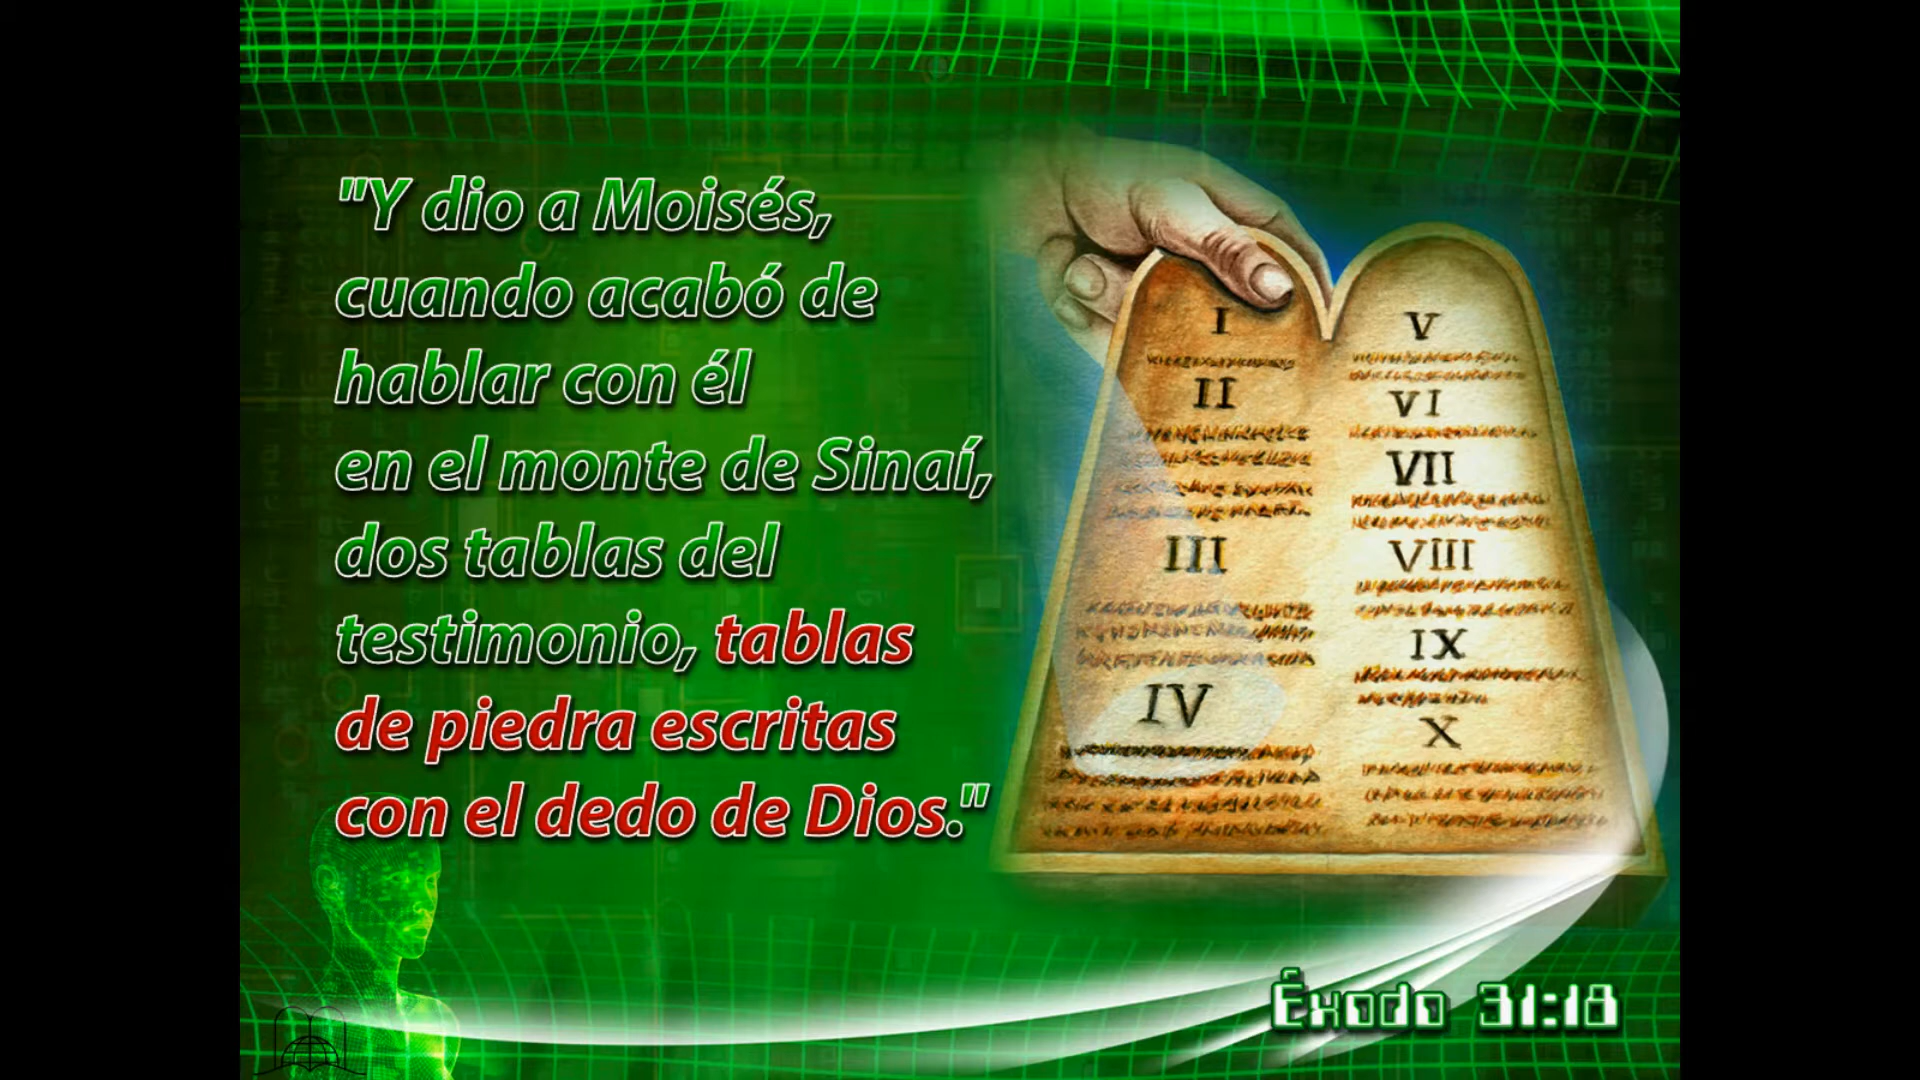 "Y dio a Moisés,
cuando acabó de
hablar con él
en el monte de Sinaí,
dos tablas del
testimonio, tablas
de piedra escritas
con el dedo de Dios."
I
II
III
IV
V
VI
VII
VIII
IX
X
Éxodo 31:18